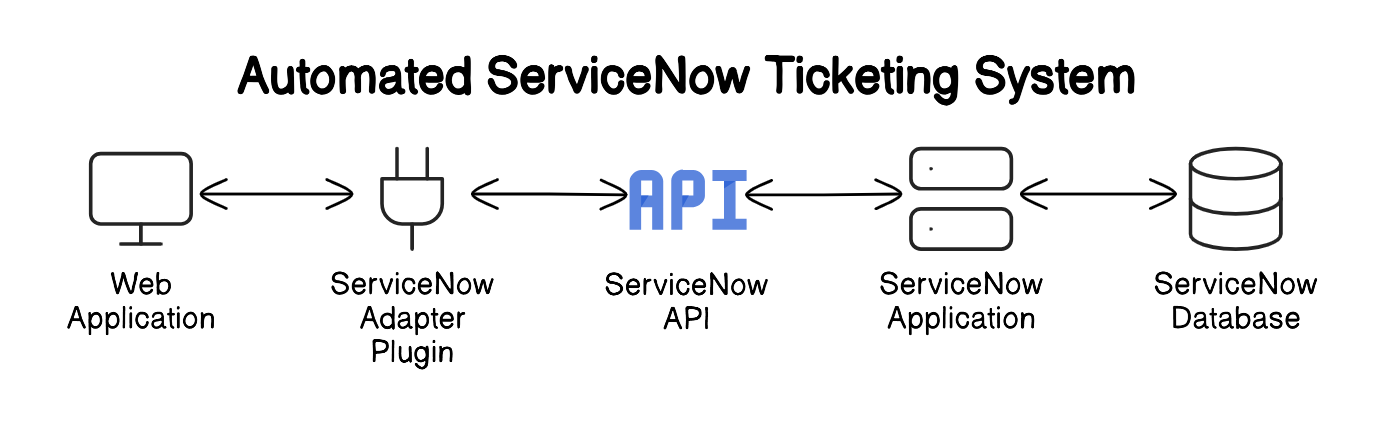 Automated ServiceNow Ticketing System
API
Web
Application
ServiceNow
Adapter
Plugin
ServiceNow
API
ServiceNow
Application
ServiceNow
Database